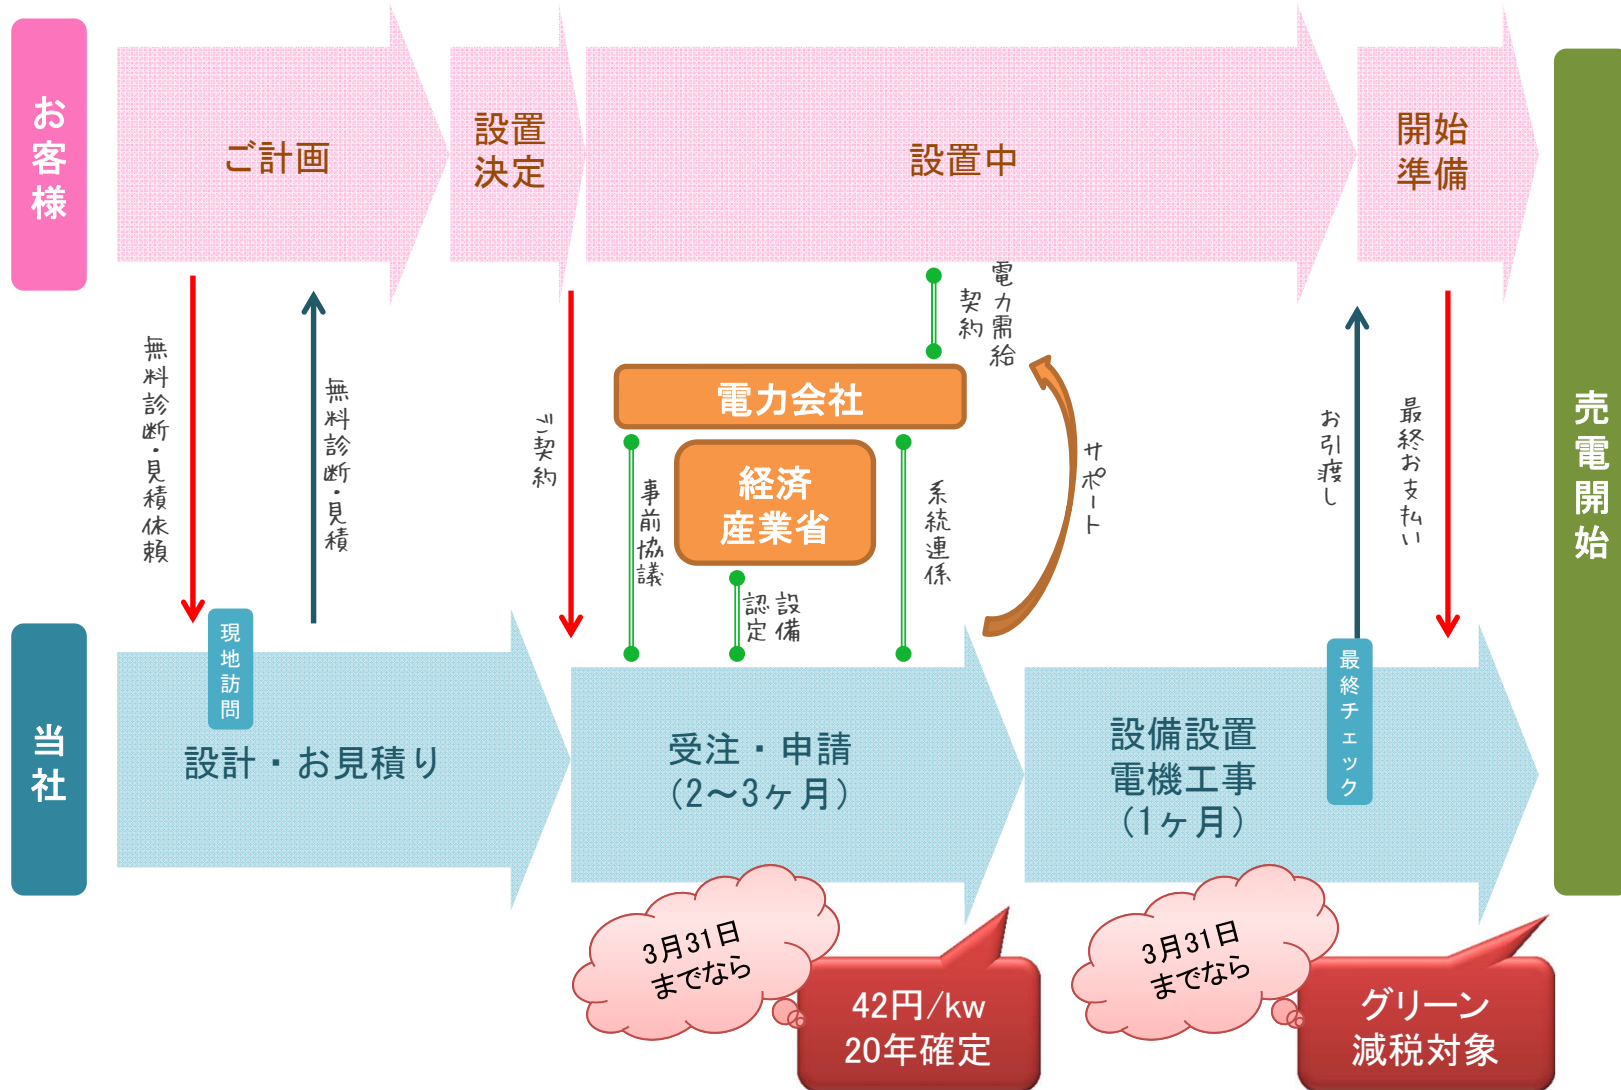 お客様
ご計画
設置
決定
設置中
開始
準備
無料診断・見積依頼
無料診断・見積
契約
電力需給
契約
電力会社
経済
産業省
事前協議
設備
認定
系統連係
サポート
お引渡し
最終お支払い
売電開始
当社
現地訪問
設計・お見積り
受注・申請
(2～3ヶ月)
設備設置
電機工事
(1ヶ月)
最終チェック
3月31日
までなら
42円/kw
20年確定
3月31日
までなら
グリーン
減税対象